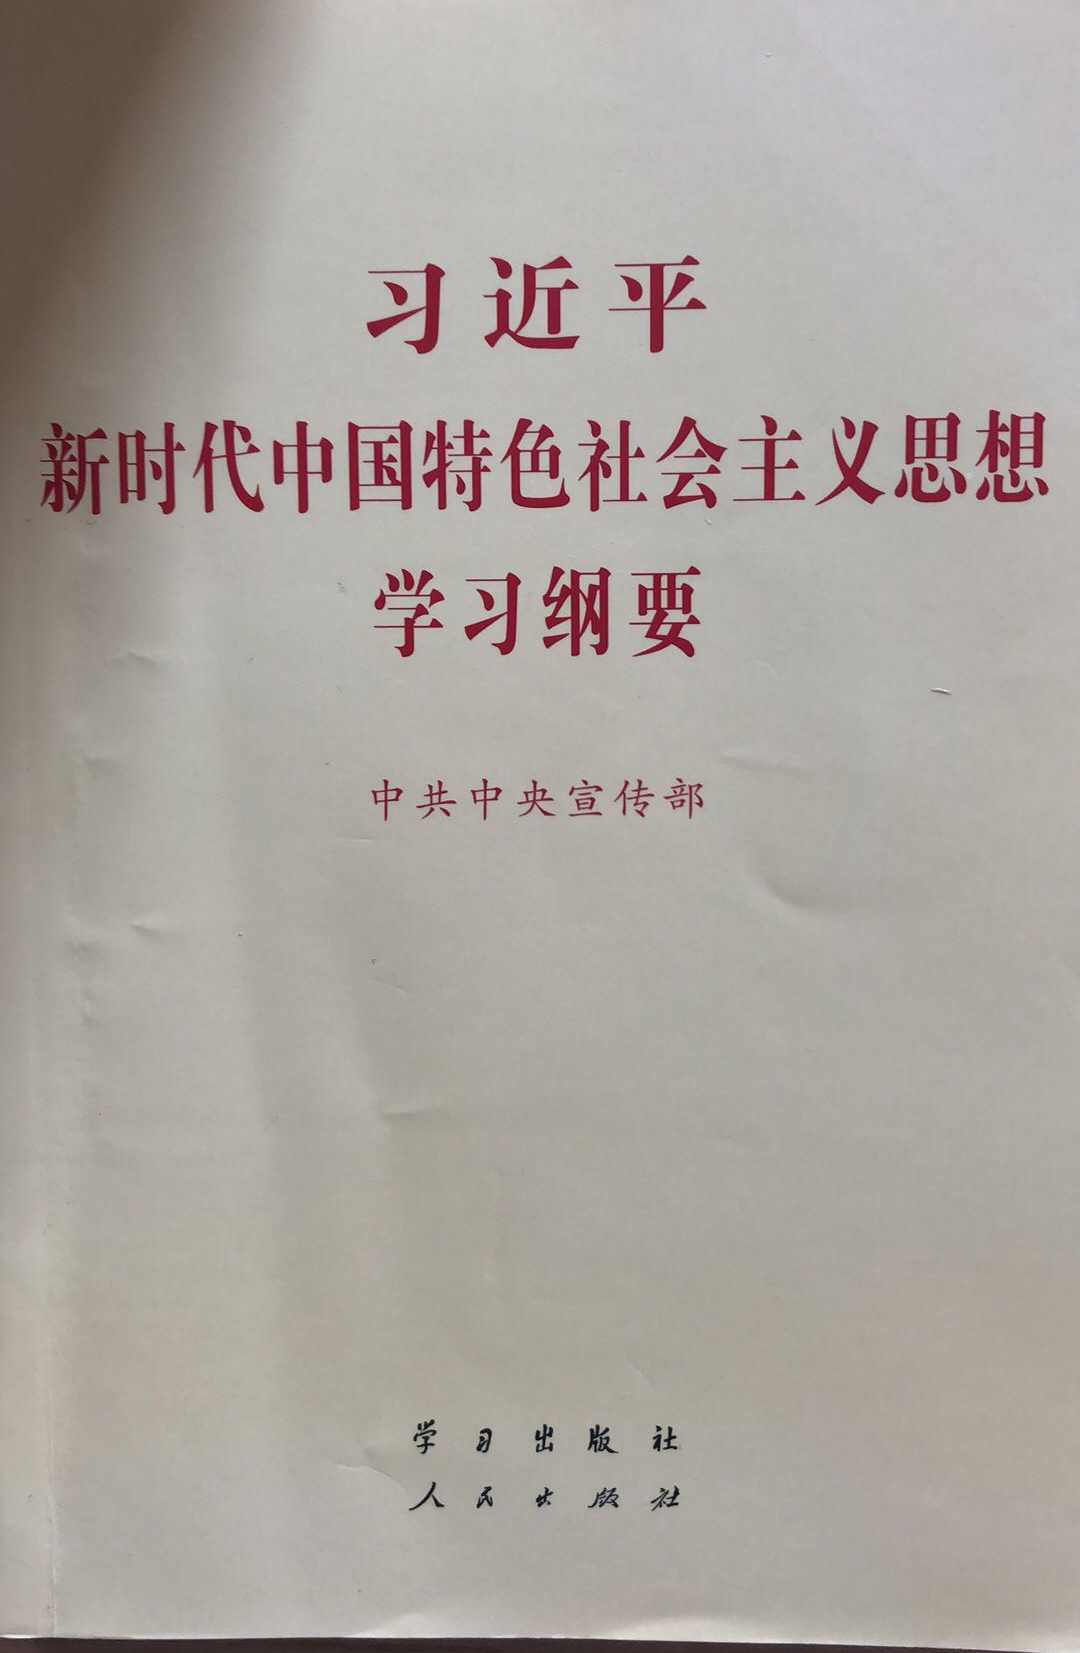 习近平
新时代中国特色社会主义思想
学习纲要
中共中央宣传部
学习出版社
人民出版社